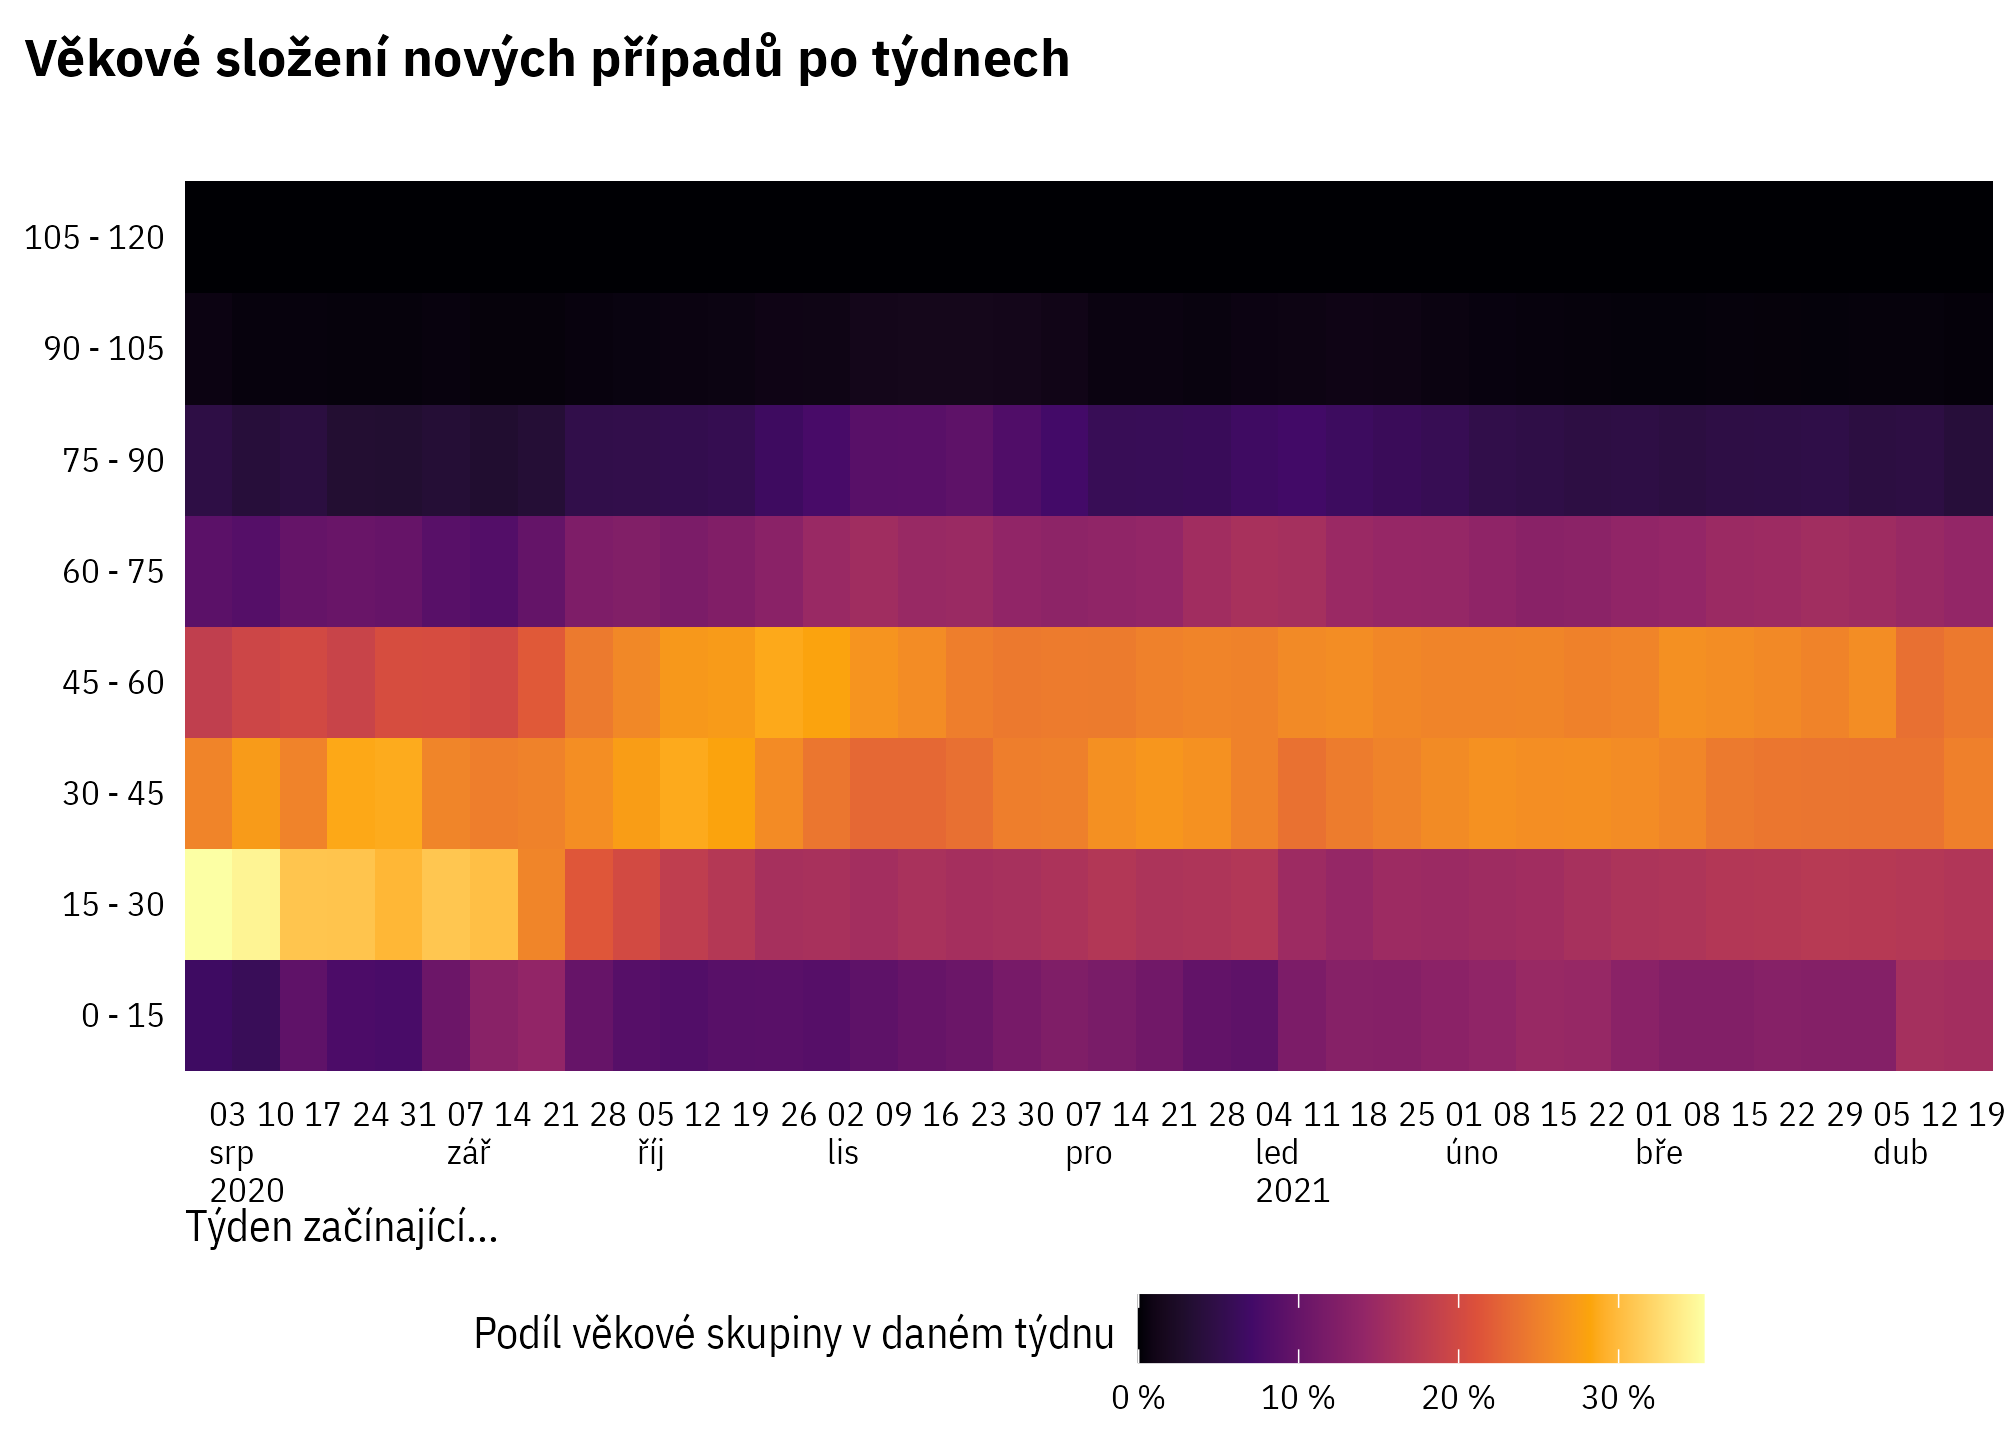 Věkové složení nových případů po týdnech
105 - 120
90 - 105
75 - 90
60 - 75
45 - 60
30 - 45
15 - 30
0 - 15
03 10 17 24 31 07 14 21 28 05 12 19 26 02 09 16 23 30 07 14 21 28 04 11 18 25 01 08 15 22 01 08 15 22 29 05 12 19
srp zář říj lis pro led úno bře dub
2020 2021
Týden začínající...
Podíl věkové skupiny v daném týdnu
0 % 10 % 20 % 30 %